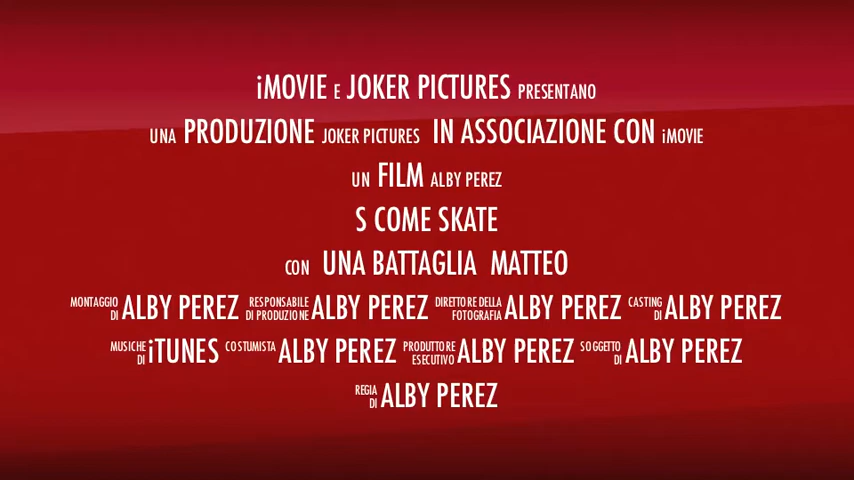 iMOVIE E JOKER PICTURES PRESENTANO
UNA PRODUZIONE JOKER PICTURES IN ASSOCIAZIONE CON iMOVIE
UN FILM ALBY PEREZ
S COME SKATE
CON UNA BATTAGLIA MATTEO
MONTAGGIO DI ALBY PEREZ RESPONSABILE DI PRODUZIONE ALBY PEREZ DIRETTORE DELLA FOTOGRAFIA ALBY PEREZ CASTING DI ALBY PEREZ
MUSICHE DI iTUNES COSTUMISTA ALBY PEREZ PRODUTTORE ESECUTIVO ALBY PEREZ SOGGETTO DI ALBY PEREZ
REGIA DI ALBY PEREZ